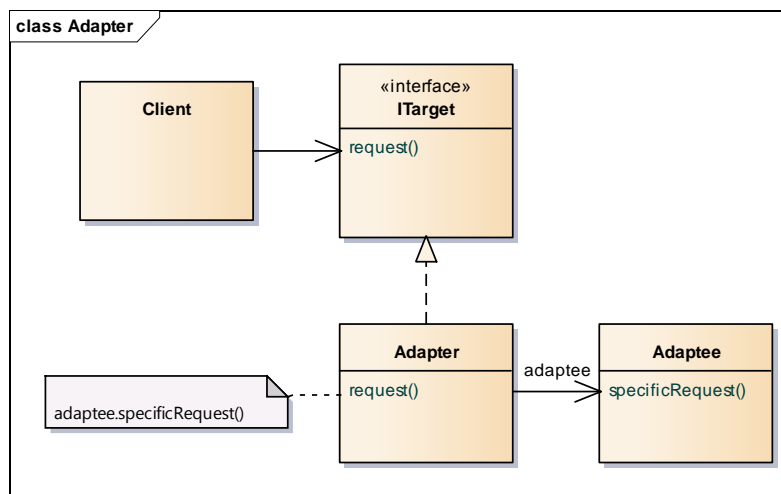 class Adapter
Client
«interface»
ITarget
request()
Adapter
request()
adaptee
Adaptee
specificRequest()
adaptee.specificRequest()